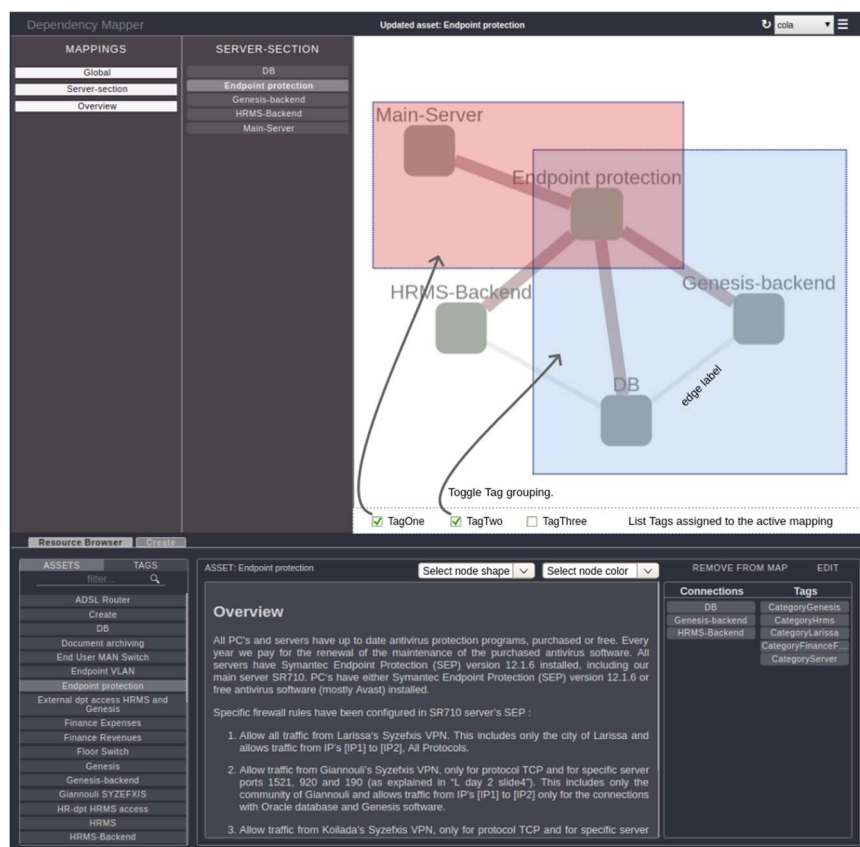 Dependency Mapper
Updated asset: Endpoint protection
cola
MAPPINGS
Global
Server-section
Overview
SERVER-SECTION
DB
Endpoint protection
Genesis-backend
HRMS-Backend
Main-Server
Main-Server
Endpoint protection
HRMS-Backend
Genesis-backend
DB
edge label
Toggle Tag grouping.
TagOne
TagTwo
TagThree
List Tags assigned to the active mapping
Resource Browser
Create
ASSETS
TAGS
filter...
ADSL Router
Create
DB
Document archiving
End User MAN Switch
Endpoint VLAN
Endpoint protection
External dpt access HRMS and
Genesis
Finance Expenses
Finance Revenues
Floor Switch
Genesis
Genesis-backend
Giannouli SYZEFXIS
HR-dpt HRMS access
HRMS
HRMS-Backend
ASSET: Endpoint protection
Select node shape
Select node color
REMOVE FROM MAP
EDIT
Overview
All PC's and servers have up to date antivirus protection programs, purchased or free. Every
year we pay for the renewal of the maintenance of the purchased antivirus software. All
servers have Symantec Endpoint Protection (SEP) version 12.1.6 installed, including our
main server SR710. PC's have either Symantec Endpoint Protection (SEP) version 12.1.6 or
free antivirus software (mostly Avast) installed.
Specific firewall rules have been configured in SR710 server's SEP :
1. Allow all traffic from Larissa's Syzefxis VPN. This includes only the city of Larissa and
allows traffic from IP's [IP1] to [IP2], All Protocols.
2. Allow traffic from Giannouli's Syzefxis VPN, only for protocol TCP and for specific server
ports 1521, 920 and 190 (as explained in "L day 2 slide4"). This includes only the
community of Giannouli and allows traffic from IP's [IP1] to [IP2] only for the connections
with Oracle database and Genesis software.
3. Allow traffic from Koilada's Syzefxis VPN, only for protocol TCP and for specific server
Connections
DB
Genesis-backend
HRMS-Backend
Tags
CategoryGenesis
CategoryHrms
CategoryLarissa
CategoryFinanceF...
CategoryServer